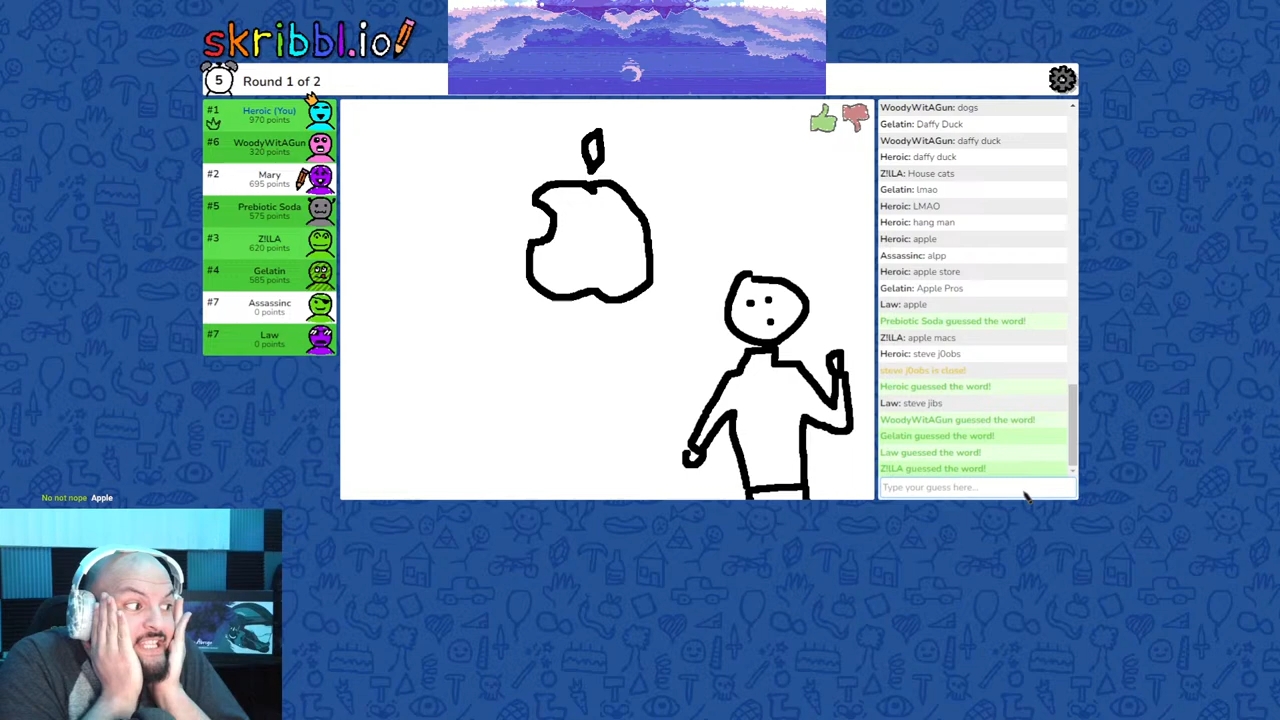 skribbl.io
5
Round 1 of 2
#1 Heroic (You)
970 points
#6 WoodyWitAGun
320 points
#2 Mary
695 points
#5 Prebiotic Soda
575 points
#3 Z!LLA
620 points
#4 Gelatin
585 points
#7 Assassinc
0 points
#7 Law
0 points
WoodyWitAGun: dogs
Gelatin: Daffy Duck
WoodyWitAGun: daffy duck
Heroic: daffy duck
Z!LLA: House cats
Gelatin: lmao
Heroic: LMAO
Heroic: hang man
Heroic: apple
Assassinc: alpp
Heroic: apple store
Gelatin: Apple Pros
Law: apple
Prebiotic Soda guessed the word!
Z!LLA: apple macs
Heroic: steve j0obs
steve j0obs is close!
Heroic guessed the word!
Law: steve jibs
WoodyWitAGun guessed the word!
Gelatin guessed the word!
Law guessed the word!
Z!LLA guessed the word!
Type your guess here...
No not nope Apple